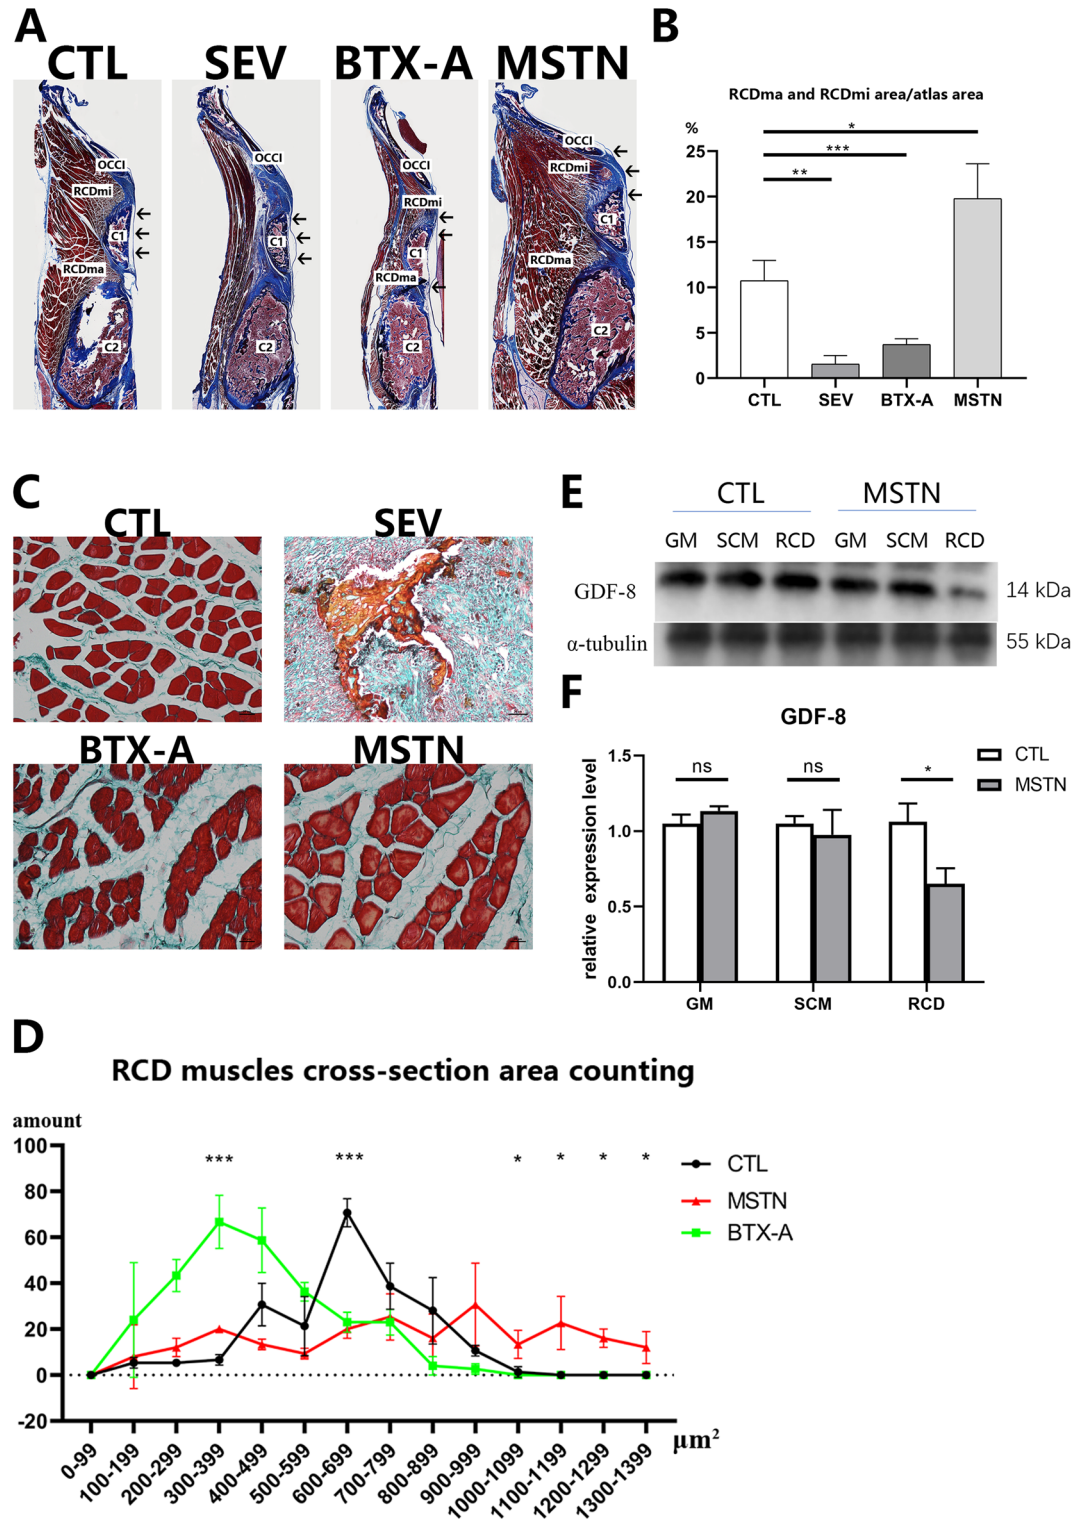 A
CTL SEV BTX-A MSTN
OCCI
RCDmi
C1
RCDma
C2
OCCI
C1
C2
OCCI
RCDmi
C1
RCDma
C2
OCCI
RCDmi
C1
RCDma
C2
B
RCDma and RCDmi area/atlas area
%
25
20
15
10
5
0
*
***
**
CTL SEV BTX-A MSTN
C
CTL SEV
BTX-A MSTN
E
CTL MSTN
GM SCM RCD GM SCM RCD
GDF-8 14 kDa
α-tubulin 55 kDa
F
GDF-8
relative expression level
1.5
1.0
0.5
0.0
ns ns *
CTL
MSTN
GM SCM RCD
D
RCD muscles cross-section area counting
amount
100
80
60
40
20
0
-20
*** *** * * * *
CTL
MSTN
BTX-A
0-99 100-199 200-299 300-399 400-499 500-599 600-699 700-799 800-899 900-999 1000-1099 1100-1199 1200-1299 1300-1399
µm²